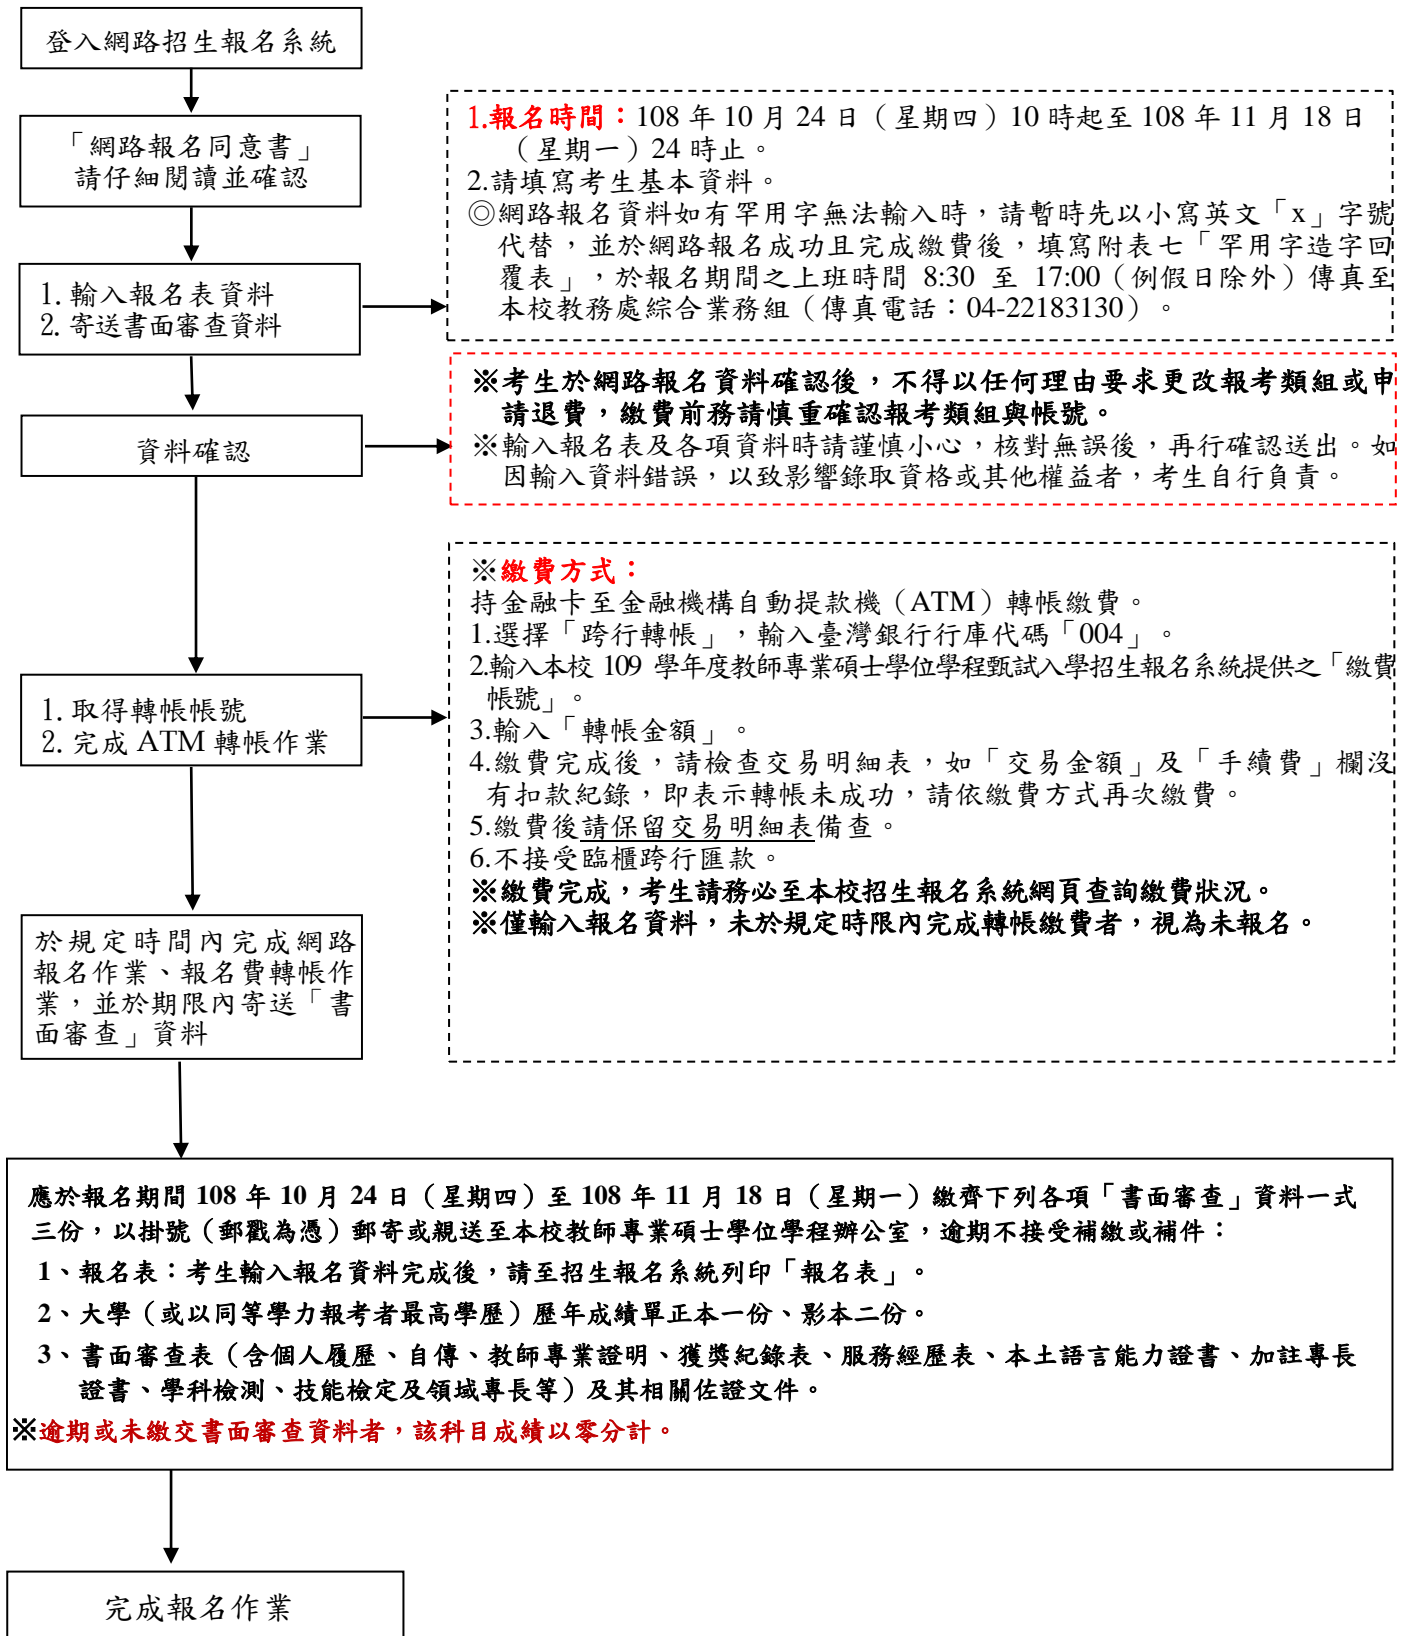 登入網路招生報名系統
「網路報名同意書」
請仔細閱讀並確認
1. 輸入報名表資料
2. 寄送書面審查資料
1.報名時間：108 年 10 月 24 日（星期四）10 時起至 108 年 11 月 18 日
（星期一）24 時止。
2.請填寫考生基本資料。
◎網路報名資料如有罕用字無法輸入時，請暫時先以小寫英文「x」字號
代替，並於網路報名成功且完成繳費後，填寫附表七「罕用字造字回
覆表」，於報名期間之上班時間 8:30 至 17:00（例假日除外）傳真至
本校教務處綜合業務組（傳真電話：04-22183130）。
資料確認
※考生於網路報名資料確認後，不得以任何理由要求更改報考類組或申
請退費，繳費前務請慎重確認報考類組與帳號。
※輸入報名表及各項資料時請謹慎小心，核對無誤後，再行確認送出。如
因輸入資料錯誤，以致影響錄取資格或其他權益者，考生自行負責。
1. 取得轉帳帳號
2. 完成 ATM 轉帳作業
※繳費方式：
持金融卡至金融機構自動提款機（ATM）轉帳繳費。
1.選擇「跨行轉帳」，輸入臺灣銀行行庫代碼「004」。
2.輸入本校 109 學年度教師專業碩士學位學程甄試入學招生報名系統提供之「繳費
帳號」。
3.輸入「轉帳金額」。
4.繳費完成後，請檢查交易明細表，如「交易金額」及「手續費」欄沒
有扣款紀錄，即表示轉帳未成功，請依繳費方式再次繳費。
5.繳費後請保留交易明細表備查。
6.不接受臨櫃跨行匯款。
※繳費完成，考生請務必至本校招生報名系統網頁查詢繳費狀況。
※僅輸入報名資料，未於規定時限內完成轉帳繳費者，視為未報名。
於規定時間內完成網路
報名作業、報名費轉帳作
業，並於期限內寄送「書
面審查」資料
應於報名期間 108 年 10 月 24 日（星期四）至 108 年 11 月 18 日（星期一）繳齊下列各項「書面審查」資料一式
三份，以掛號（郵戳為憑）郵寄或親送至本校教師專業碩士學位學程辦公室，逾期不接受補繳或補件：
1、報名表：考生輸入報名資料完成後，請至招生報名系統列印「報名表」。
2、大學（或以同等學力報考者最高學歷）歷年成績單正本一份、影本二份。
3、書面審查表（含個人履歷、自傳、教師專業證明、獲獎紀錄表、服務經歷表、本土語言能力證書、加註專長
證書、學科檢測、技能檢定及領域專長等）及其相關佐證文件。
※逾期或未繳交書面審查資料者，該科目成績以零分計。
完成報名作業